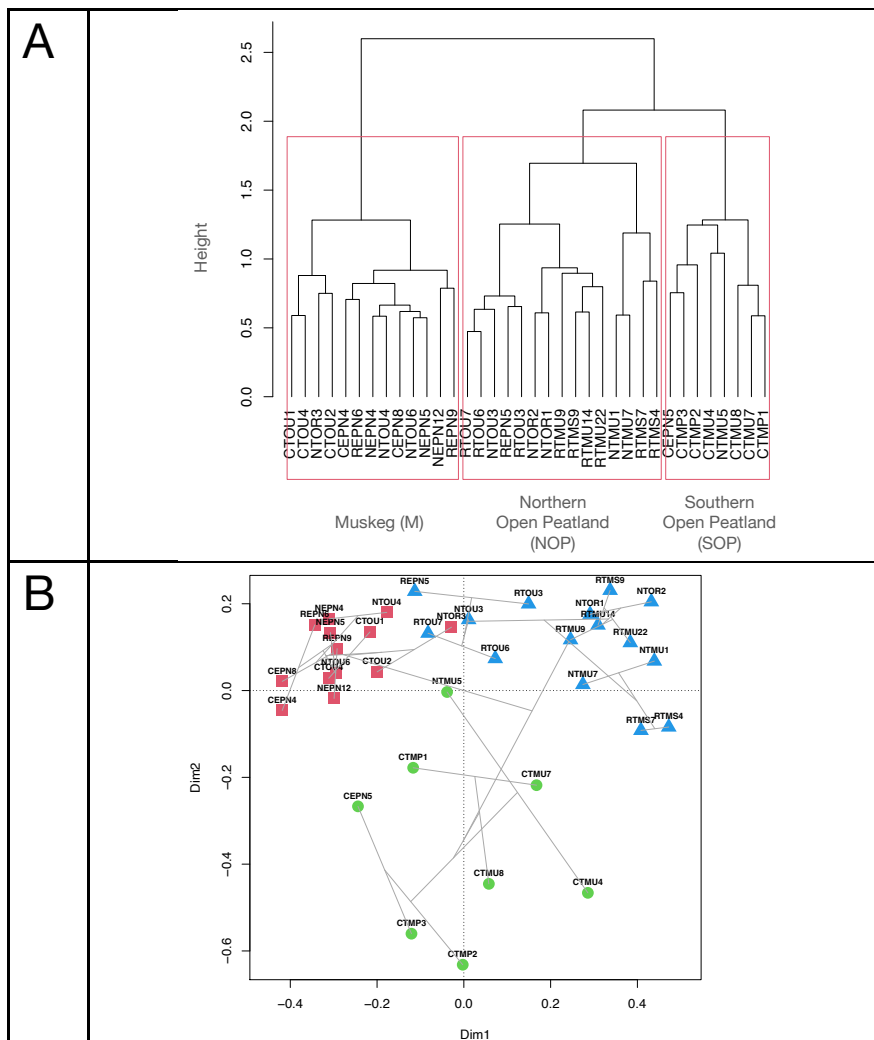 A
2.5
2.0
1.5
1.0
0.5
0.0
Height
CTOU1
CTOU4
NTOR3
CTOU2
CEPN4
REPN6
NEPN4
NTOU4
CEPN8
NTOU6
NEPN5
NEPN12
REPN9
RTOU7
RTOU6
NTOU3
REPN5
RTOU3
NTOR2
NTOR1
RTMU9
RTMS9
RTMU14
RTMU22
NTMU1
NTMU7
RTMS7
RTMS4
CEPN5
CTMP3
CTMP2
CTMU4
NTMU5
CTMU8
CTMU7
CTMP1
Muskeg (M)
Northern
Open Peatland
(NOP)
Southern
Open Peatland
(SOP)
B
0.2
0.0
−0.2
−0.4
−0.6
Dim2
REPN5
RTMS9
NEPN4
NTOU4
REPN6
NEPN5
CTOU1
NTOR3
RTOU7
NTOU3
RTOU3
NTOR1
NTOR2
RTMU14
RTMU9
RTMU22
REPN9
RTOU6
NTOU6
CTOU4
CTOU2
CEPN8
NEPN12
CEPN4
NTMU5
NTMU1
NTMU7
RTMS7
RTMS4
CTMP1
CTMU7
CEPN5
CTMU8
CTMU4
CTMP3
CTMP2
−0.4
−0.2
0.0
0.2
0.4
Dim1